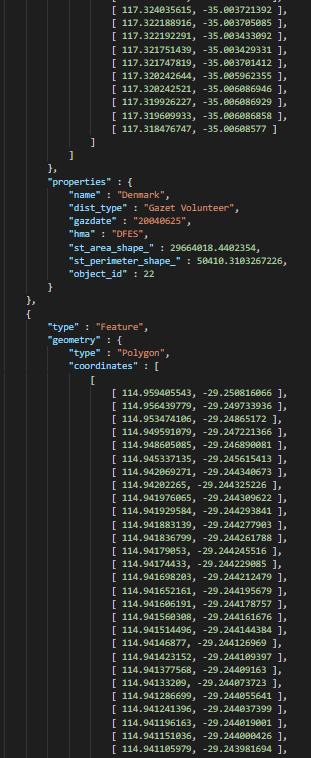 [ 117.324035615, -35.003721392 ],
[ 117.322188916, -35.003705085 ],
[ 117.322192291, -35.003433092 ],
[ 117.321751439, -35.003429331 ],
[ 117.321747819, -35.003701412 ],
[ 117.320242644, -35.005962355 ],
[ 117.320242521, -35.006086946 ],
[ 117.319926227, -35.006086929 ],
[ 117.319609933, -35.006086858 ],
[ 117.318476747, -35.00608577 ]
]
]
},
"properties" : {
"name" : "Denmark",
"dist_type" : "Gazet Volunteer",
"gazdate" : "20040625",
"hma" : "DFES",
"st_area_shape_" : 29664018.4402354,
"st_perimeter_shape_" : 50410.3103267226,
"object_id" : 22
}
},
{
"type" : "Feature",
"geometry" : {
"type" : "Polygon",
"coordinates" : [
[
[ 114.959405543, -29.250816066 ],
[ 114.956439779, -29.249733936 ],
[ 114.953474106, -29.24865172 ],
[ 114.949591079, -29.247221366 ],
[ 114.948605085, -29.246890081 ],
[ 114.945337135, -29.245615413 ],
[ 114.942069271, -29.244340673 ],
[ 114.94202265, -29.244325226 ],
[ 114.941976065, -29.244309622 ],
[ 114.941929584, -29.244293841 ],
[ 114.941883139, -29.244277903 ],
[ 114.941836799, -29.244261788 ],
[ 114.94179053, -29.244245516 ],
[ 114.94174433, -29.244229085 ],
[ 114.941698203, -29.244212479 ],
[ 114.941652161, -29.244195679 ],
[ 114.941606191, -29.244178757 ],
[ 114.941560308, -29.244161676 ],
[ 114.941514496, -29.244144384 ],
[ 114.94146877, -29.244126969 ],
[ 114.941423152, -29.244109397 ],
[ 114.941377568, -29.24409163 ],
[ 114.94133209, -29.244073723 ],
[ 114.941286699, -29.244055641 ],
[ 114.941241396, -29.244037399 ],
[ 114.941196163, -29.244019001 ],
[ 114.941151036, -29.244000426 ],
[ 114.941105979, -29.243981694 ],